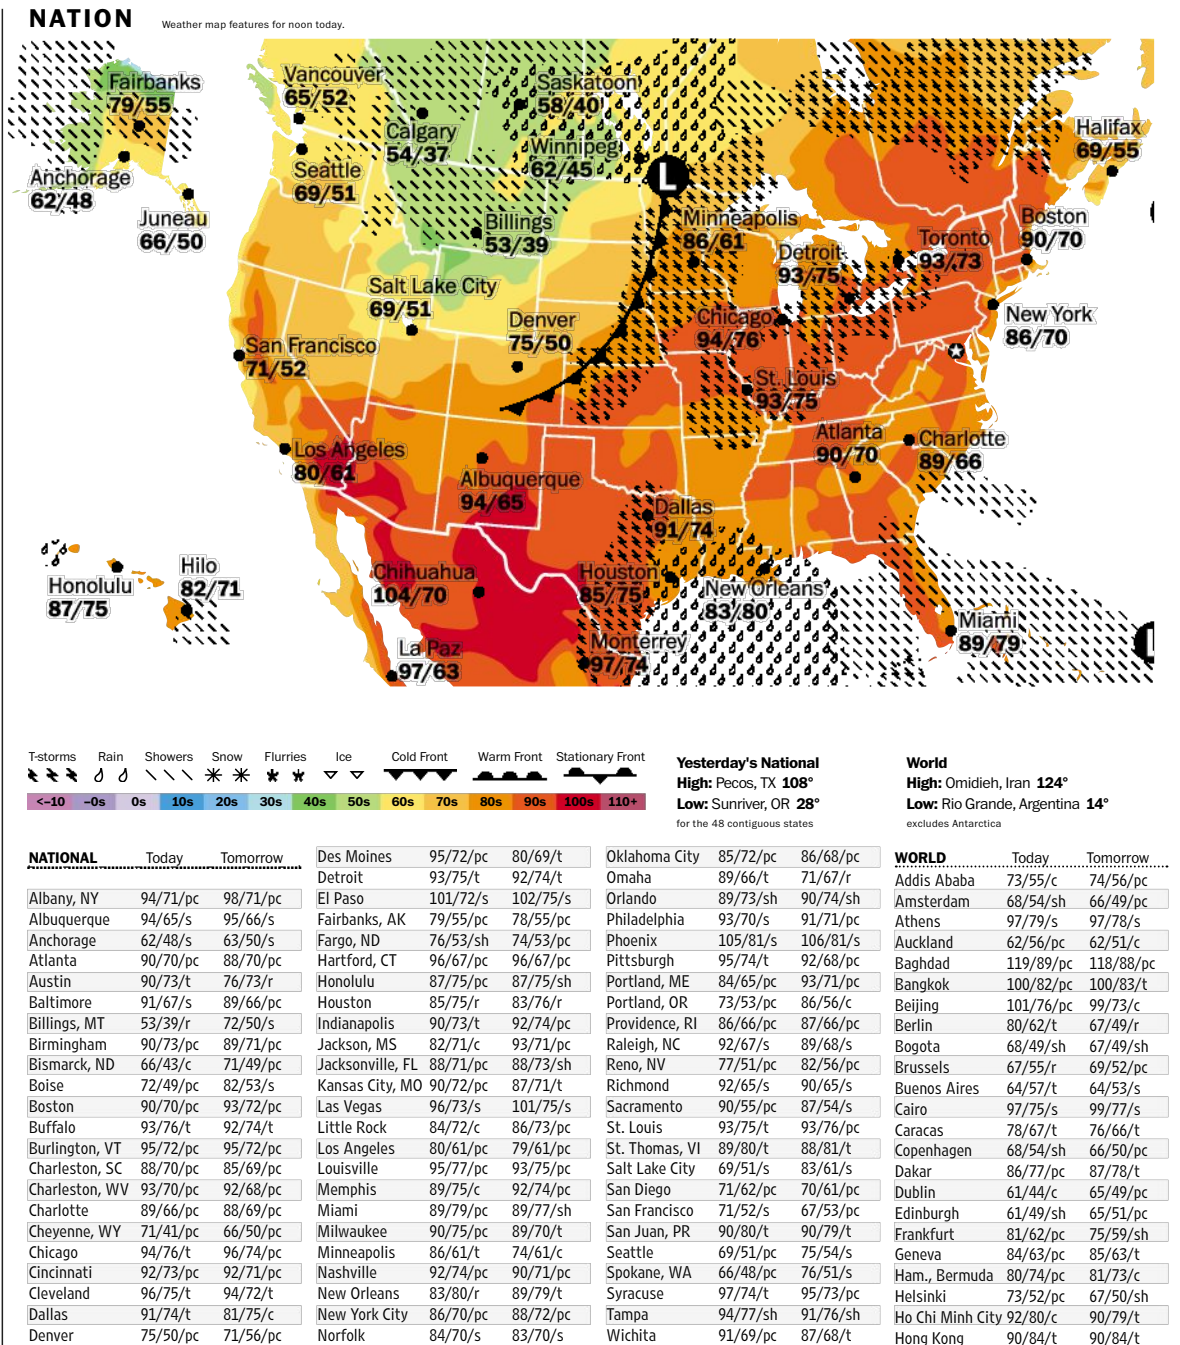 NATION Weather map features for noon today.
Fairbanks
79/55
Vancouver
65/52
Saskatoon
58/40
Calgary
54/37
Halifax
69/55
Winnipeg
62/45
L
Anchorage
62/48
Seattle
69/51
Juneau
66/50
Billings
53/39
Minneapolis
86/61
Boston
90/70
Toronto
93/73
Detroit
93/75
Salt Lake City
69/51
Denver
75/50
Chicago
94/76
New York
86/70
San Francisco
71/52
St. Louis
93/75
Los Angeles
80/61
Atlanta
90/70
Charlotte
89/66
Albuquerque
94/65
Dallas
91/74
Honolulu
87/75
Hilo
82/71
Chihuahua
104/70
Houston
85/75
New Orleans
83/80
Miami
89/79
La Paz
97/63
Monterrey
97/74
T-storms Rain Showers Snow Flurries Ice Cold Front Warm Front Stationary Front
<-10 -0s 0s 10s 20s 30s 40s 50s 60s 70s 80s 90s 100s 110+
Yesterday's National
High: Pecos, TX 108°
Low: Sunriver, OR 28°
for the 48 contiguous states
World
High: Omidieh, Iran 124°
Low: Rio Grande, Argentina 14°
excludes Antarctica
NATIONAL Today Tomorrow
Albany, NY 94/71/pc 98/71/pc
Albuquerque 94/65/s 95/66/s
Anchorage 62/48/s 63/50/s
Atlanta 90/70/pc 88/70/pc
Austin 90/73/t 76/73/r
Baltimore 91/67/s 89/66/pc
Billings, MT 53/39/r 72/50/s
Birmingham 90/73/pc 89/71/pc
Bismarck, ND 66/43/c 71/49/pc
Boise 72/49/pc 82/53/s
Boston 90/70/pc 93/72/pc
Buffalo 93/76/t 92/74/t
Burlington, VT 95/72/pc 95/72/pc
Charleston, SC 88/70/pc 85/69/pc
Charleston, WV 93/70/pc 92/68/pc
Charlotte 89/66/pc 88/69/pc
Cheyenne, WY 71/41/pc 66/50/pc
Chicago 94/76/t 96/74/pc
Cincinnati 92/73/pc 92/71/pc
Cleveland 96/75/t 94/72/t
Dallas 91/74/t 81/75/c
Denver 75/50/pc 71/56/pc
Des Moines 95/72/pc 80/69/t
Detroit 93/75/t 92/74/t
El Paso 101/72/s 102/75/s
Fairbanks, AK 79/55/pc 78/55/pc
Fargo, ND 76/53/sh 74/53/pc
Hartford, CT 96/67/pc 96/67/pc
Honolulu 87/75/pc 87/75/sh
Houston 85/75/r 83/76/r
Indianapolis 90/73/t 92/74/pc
Jackson, MS 82/71/c 93/71/pc
Jacksonville, FL 88/71/pc 88/73/sh
Kansas City, MO 90/72/pc 87/71/t
Las Vegas 96/73/s 101/75/s
Little Rock 84/72/c 86/73/pc
Los Angeles 80/61/pc 79/61/pc
Louisville 95/77/pc 93/75/pc
Memphis 89/75/c 92/74/pc
Miami 89/79/pc 89/77/sh
Milwaukee 90/75/pc 89/70/t
Minneapolis 86/61/t 74/61/c
Nashville 92/74/pc 90/71/pc
New Orleans 83/80/r 89/79/t
New York City 86/70/pc 88/72/pc
Norfolk 84/70/s 83/70/s
Oklahoma City 85/72/pc 86/68/pc
Omaha 89/66/t 71/67/r
Orlando 89/73/sh 90/74/sh
Philadelphia 93/70/s 91/71/pc
Phoenix 105/81/s 106/81/s
Pittsburgh 95/74/t 92/68/pc
Portland, ME 84/65/pc 93/71/pc
Portland, OR 73/53/pc 86/56/c
Providence, RI 86/66/pc 87/66/pc
Raleigh, NC 92/67/s 89/68/s
Reno, NV 77/51/pc 82/56/pc
Richmond 92/65/s 90/65/s
Sacramento 90/55/pc 87/54/s
St. Louis 93/75/t 93/76/pc
St. Thomas, VI 89/80/t 88/81/t
Salt Lake City 69/51/s 83/61/s
San Diego 71/62/pc 70/61/pc
San Francisco 71/52/s 67/53/pc
San Juan, PR 90/80/t 90/79/t
Seattle 69/51/pc 75/54/s
Spokane, WA 66/48/pc 76/51/s
Syracuse 97/74/t 95/73/pc
Tampa 94/77/sh 91/76/sh
Wichita 91/69/pc 87/68/t
WORLD Today Tomorrow
Addis Ababa 73/55/c 74/56/pc
Amsterdam 68/54/sh 66/49/pc
Athens 97/79/s 97/78/s
Auckland 62/56/pc 62/51/c
Baghdad 119/89/pc 118/88/pc
Bangkok 100/82/pc 100/83/t
Beijing 101/76/pc 99/73/c
Berlin 80/62/t 67/49/r
Bogota 68/49/sh 67/49/sh
Brussels 67/55/r 69/52/pc
Buenos Aires 64/57/t 64/53/s
Cairo 97/75/s 99/77/s
Caracas 78/67/t 76/66/t
Copenhagen 68/54/sh 66/50/pc
Dakar 86/77/pc 87/78/t
Dublin 61/44/c 65/49/pc
Edinburgh 61/49/sh 65/51/pc
Frankfurt 81/62/pc 75/59/sh
Geneva 84/63/pc 85/63/t
Ham., Bermuda 80/74/pc 81/73/c
Helsinki 73/52/pc 67/50/sh
Ho Chi Minh City 92/80/c 90/79/t
Hong Kong 90/84/t 90/84/t